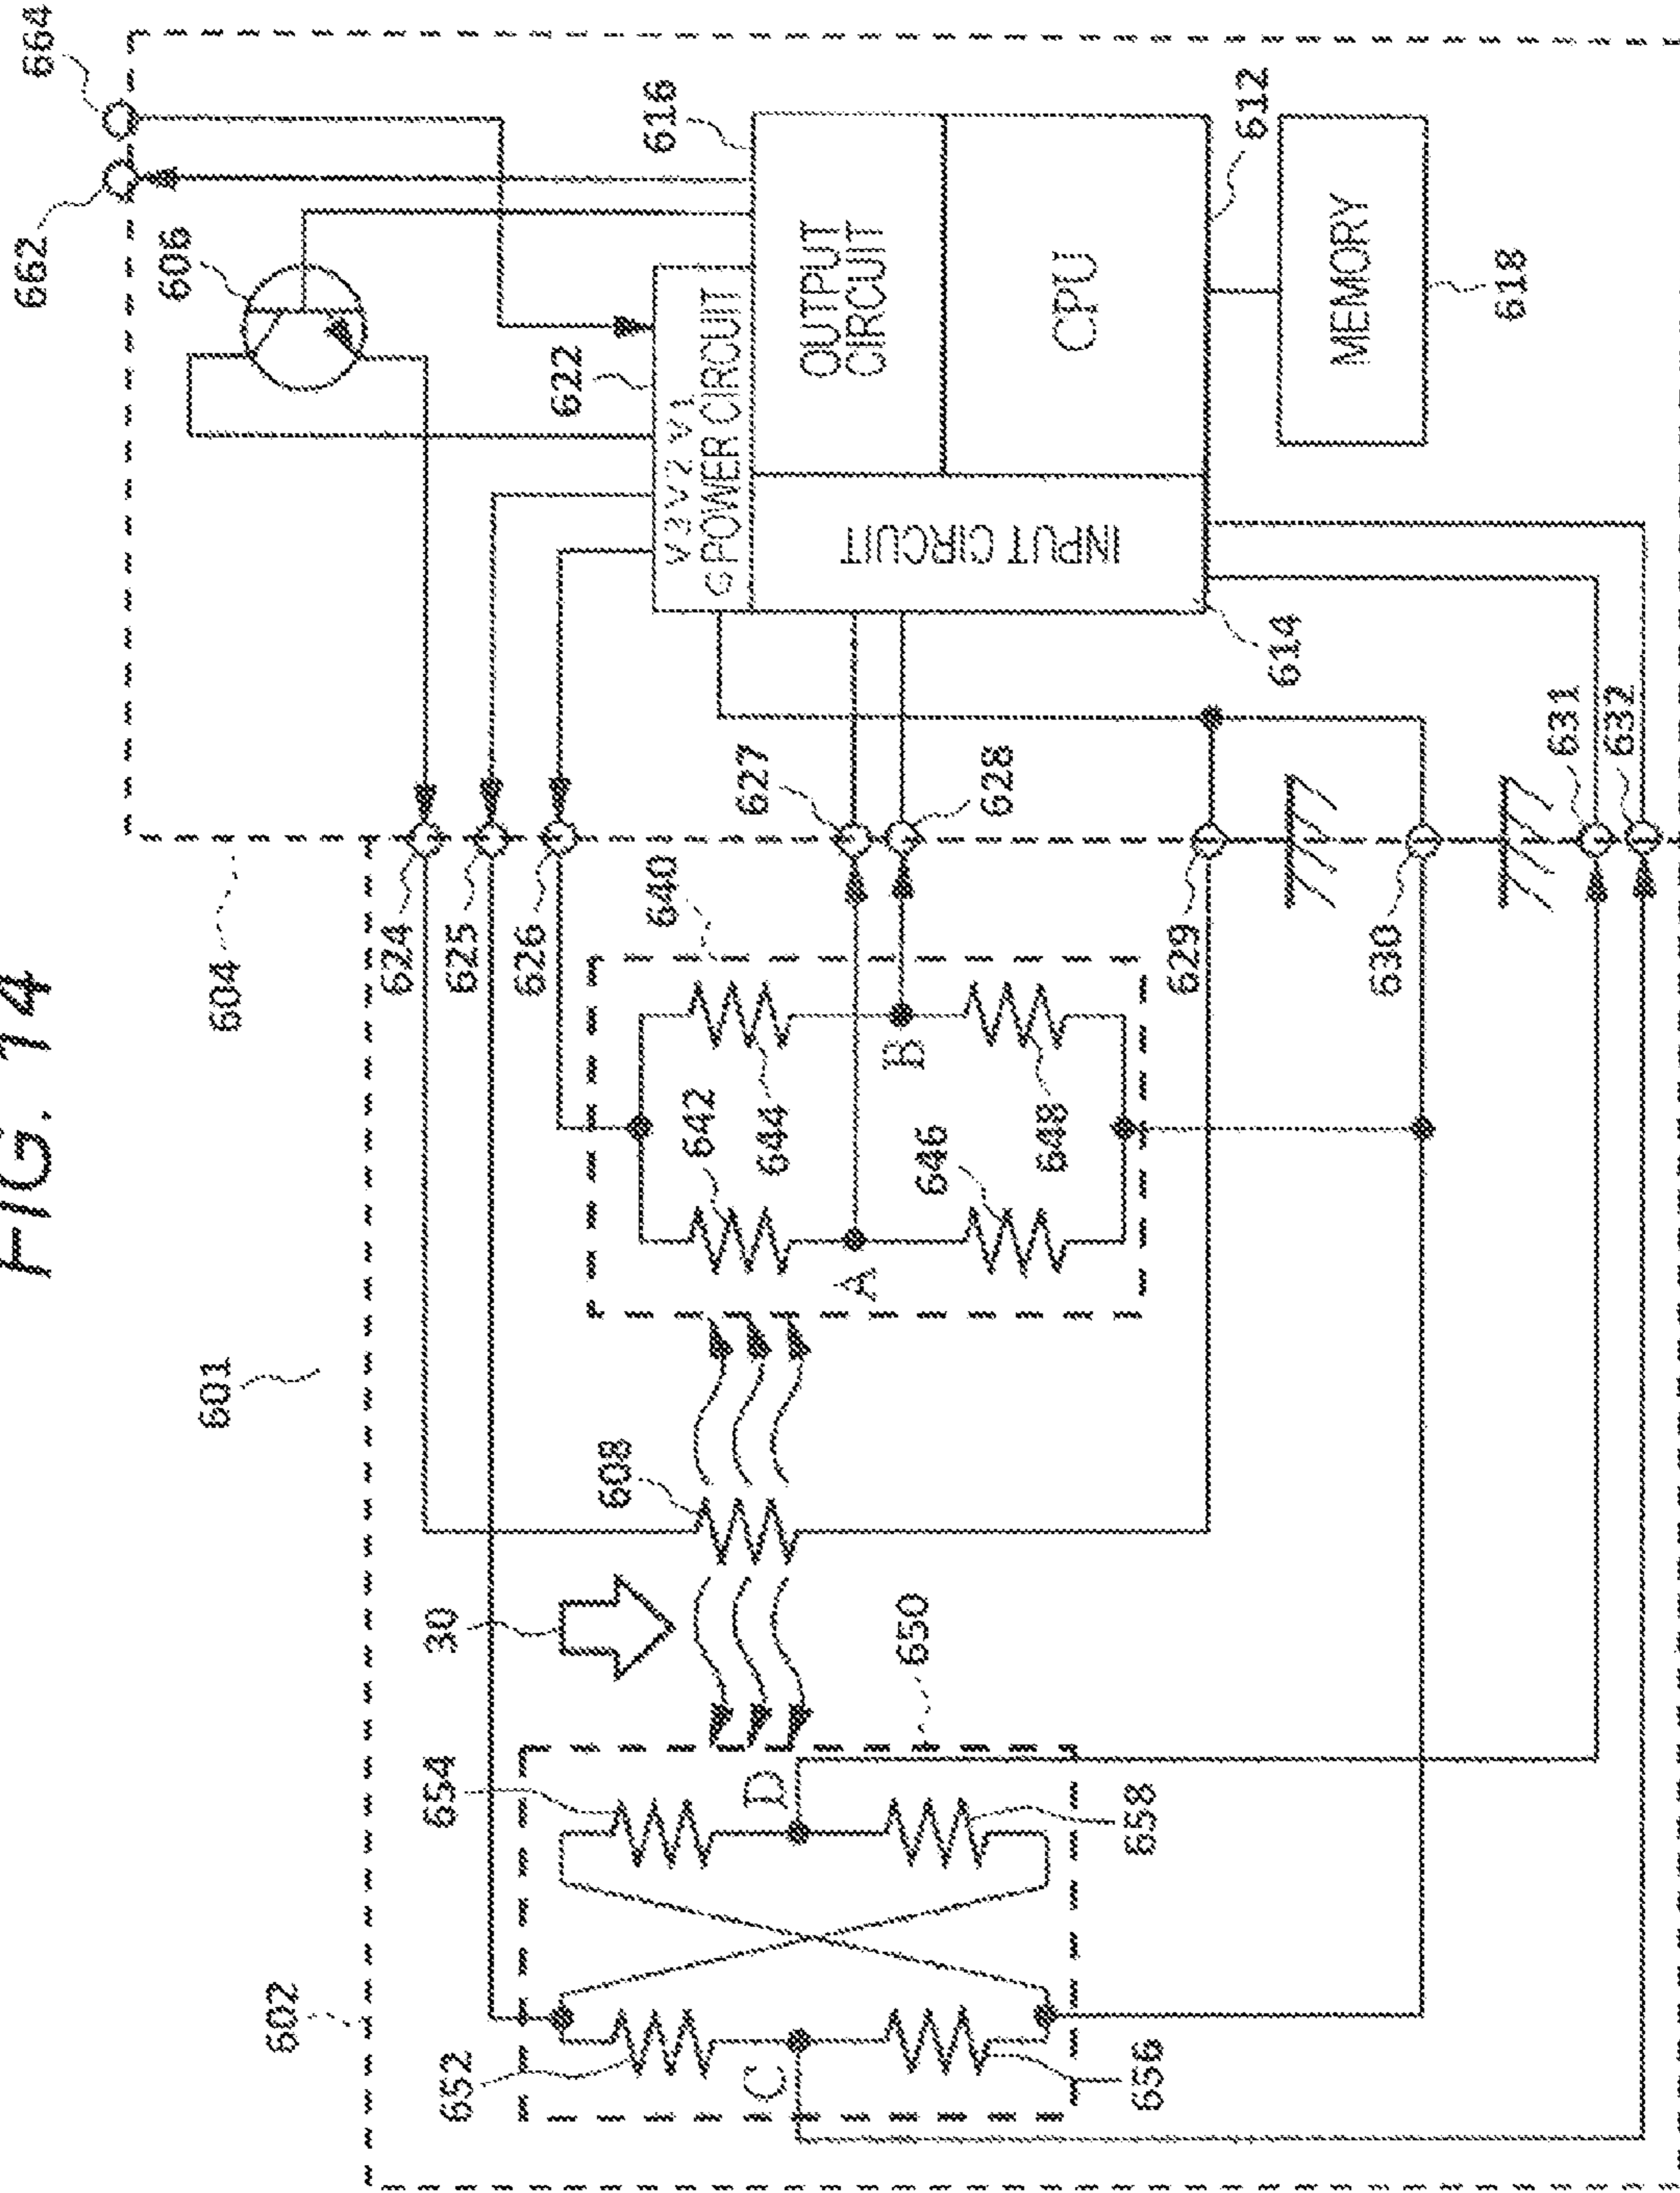 FIG. 14
662
664
606
616
622
V3 V2 V1
G POWER CIRCUIT
OUTPUT
CIRCUIT
CPU
612
INPUT CIRCUIT
614
MEMORY
618
604
624
625
626
627
628
629
630
631
632
640
642
644
A
B
646
648
601
608
30
650
602
654
D
658
652
C
656